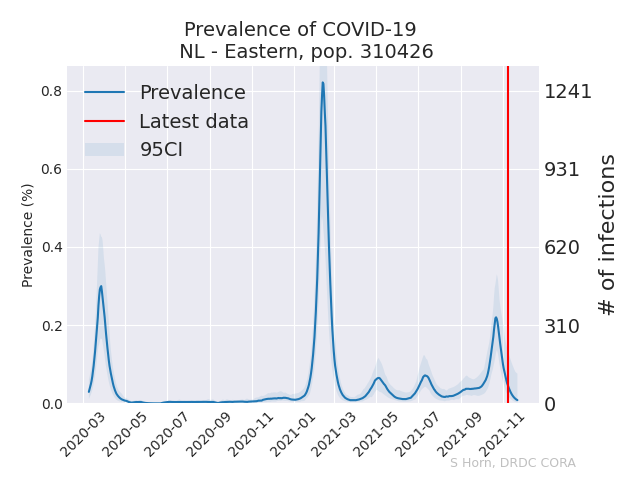 Prevalence of COVID-19
NL - Eastern, pop. 310426
Prevalence
Latest data
95CI
Prevalence (%)
0.8
0.6
0.4
0.2
0.0
1241
931
620
310
0
# of infections
2020-03
2020-05
2020-07
2020-09
2020-11
2021-01
2021-03
2021-05
2021-07
2021-09
2021-11
S Horn, DRDC CORA